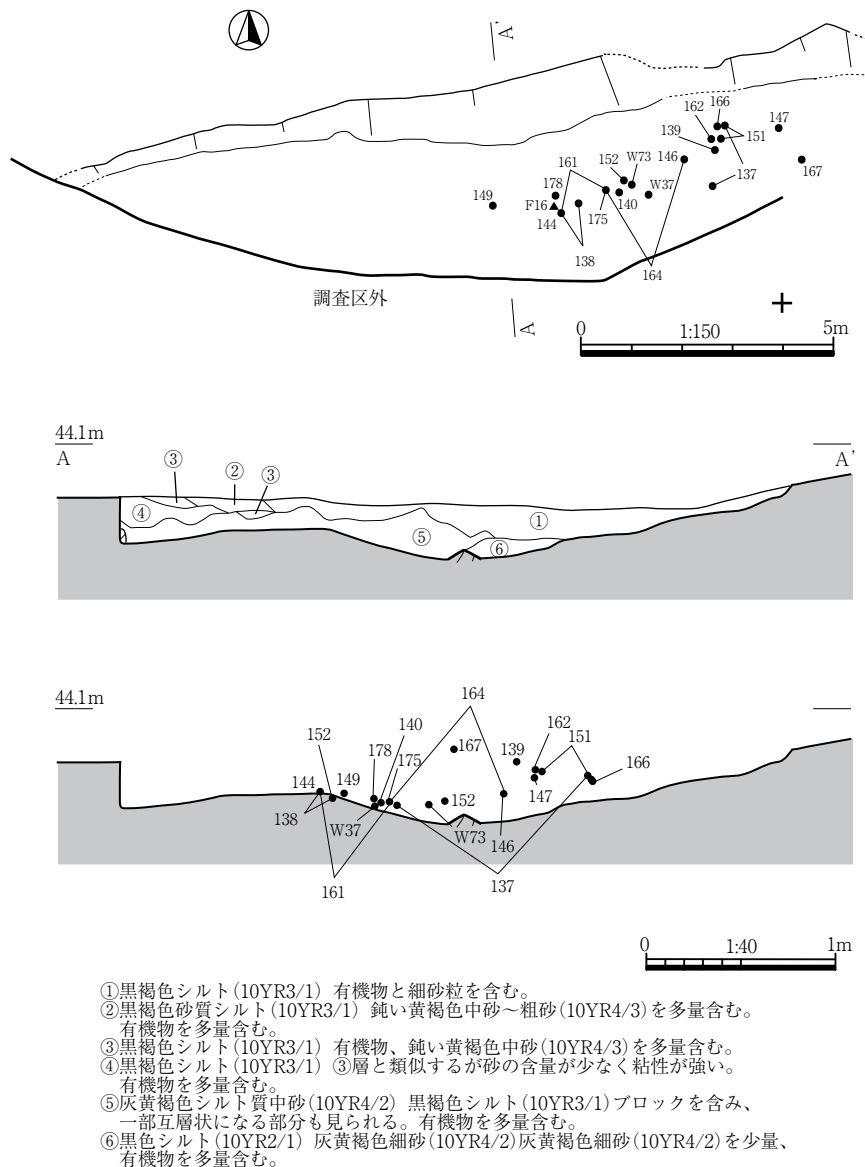 A'
162
166
147
139
151
161
152
W73
146
178
W37
137
167
149
F16
140
144
175
138
164
調査区外
A
0
1:150
5m
44.1m
A
③
②
③
A'
④
①
⑤
⑥
44.1m
164
140
162
151
152
178
175
167
139
144
149
147
166
138
W37
152
W73
146
161
137
0
1:40
1m
①黒褐色シルト(10YR3/1) 有機物と細砂粒を含む。
②黒褐色砂質シルト(10YR3/1) 鈍い黄褐色中砂～粗砂(10YR4/3)を多量含む。
有機物を多量含む。
③黒褐色シルト(10YR3/1) 有機物、鈍い黄褐色中砂(10YR4/3)を多量含む。
④黒褐色シルト(10YR3/1) ③層と類似するが砂の含量が少なく粘性が強い。
有機物を多量含む。
⑤灰黄褐色シルト質中砂(10YR4/2) 黒褐色シルト(10YR3/1)ブロックを含み、
一部互層状になる部分も見られる。有機物を多量含む。
⑥黒色シルト(10YR2/1) 灰黄褐色細砂(10YR4/2)灰黄褐色細砂(10YR4/2)を少量、
有機物を多量含む。